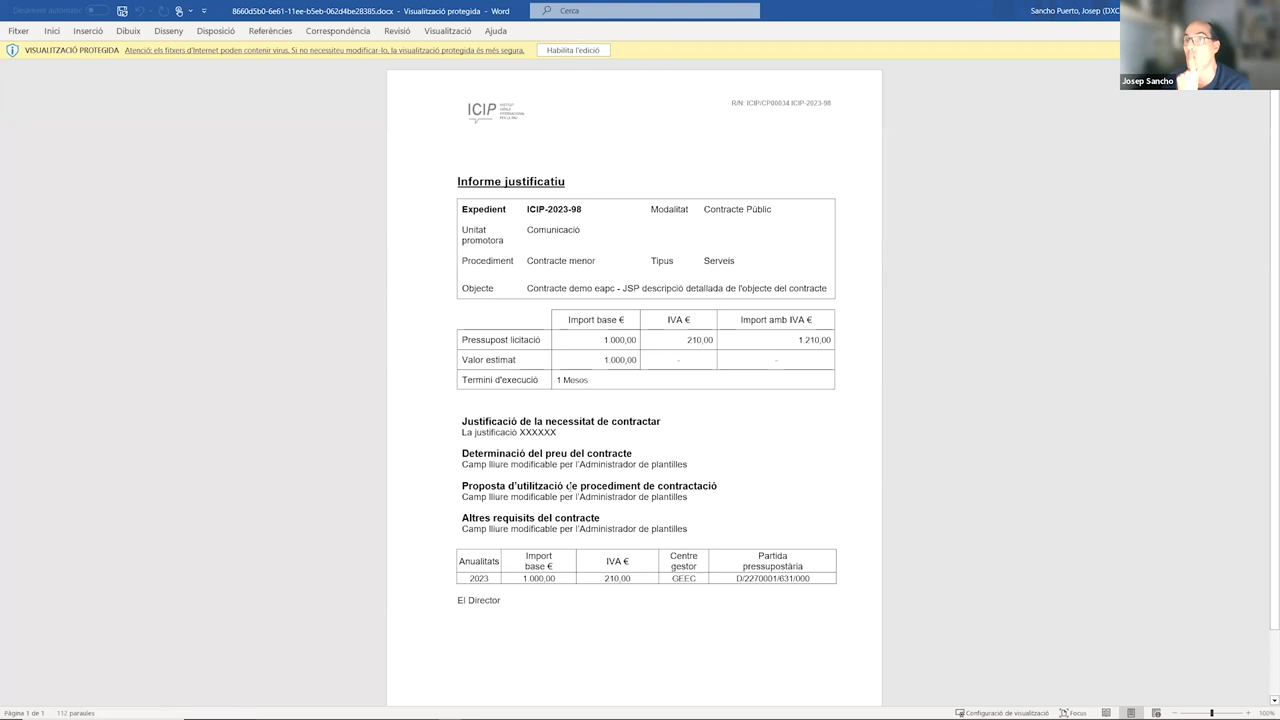 Desament automàtic
8660d5b0-6e61-11ee-b5eb-062d4be28385.docx - Visualització protegida - Word
Cerca
Sancho Puerto, Josep (DXC
Fitxer Inici Inserció Dibuix Disseny Disposició Referències Correspondència Revisió Visualització Ajuda
VISUALITZACIÓ PROTEGIDA Atenció: els fitxers d'Internet poden contenir virus. Si no necessiteu modificar-lo, la visualització protegida és més segura. Habilita l'edició
Josep Sancho
ICIP
R/N: ICIP/CP00034 ICIP-2023-98
Informe justificatiu
Expedient ICIP-2023-98 Modalitat Contracte Públic
Unitat promotora Comunicació
Procediment Contracte menor Tipus Serveis
Objecte Contracte demo eapc - JSP descripció detallada de l'objecte del contracte
Import base € IVA € Import amb IVA €
Pressupost licitació 1.000,00 210,00 1.210,00
Valor estimat 1.000,00 - -
Termini d'execució 1 Mesos
Justificació de la necessitat de contractar
La justificació XXXXXX
Determinació del preu del contracte
Camp lliure modificable per l'Administrador de plantilles
Proposta d'utilització de procediment de contractació
Camp lliure modificable per l'Administrador de plantilles
Altres requisits del contracte
Camp lliure modificable per l'Administrador de plantilles
Anualitats Import base € IVA € Centre gestor Partida pressupostària
2023 1.000,00 210,00 GEEC D/2270001/631/000
El Director
Pàgina 1 de 1 112 paraules
Configuració de visualització Focus 100%